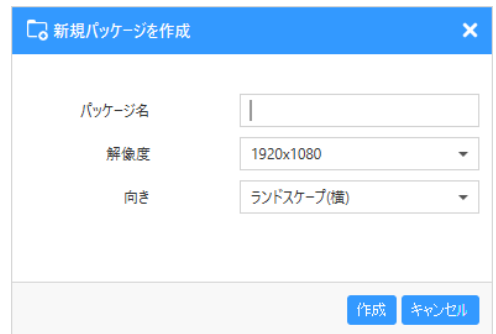 新規パッケージを作成
パッケージ名
解像度 1920x1080
向き ランドスケープ(横)
作成 キャンセル